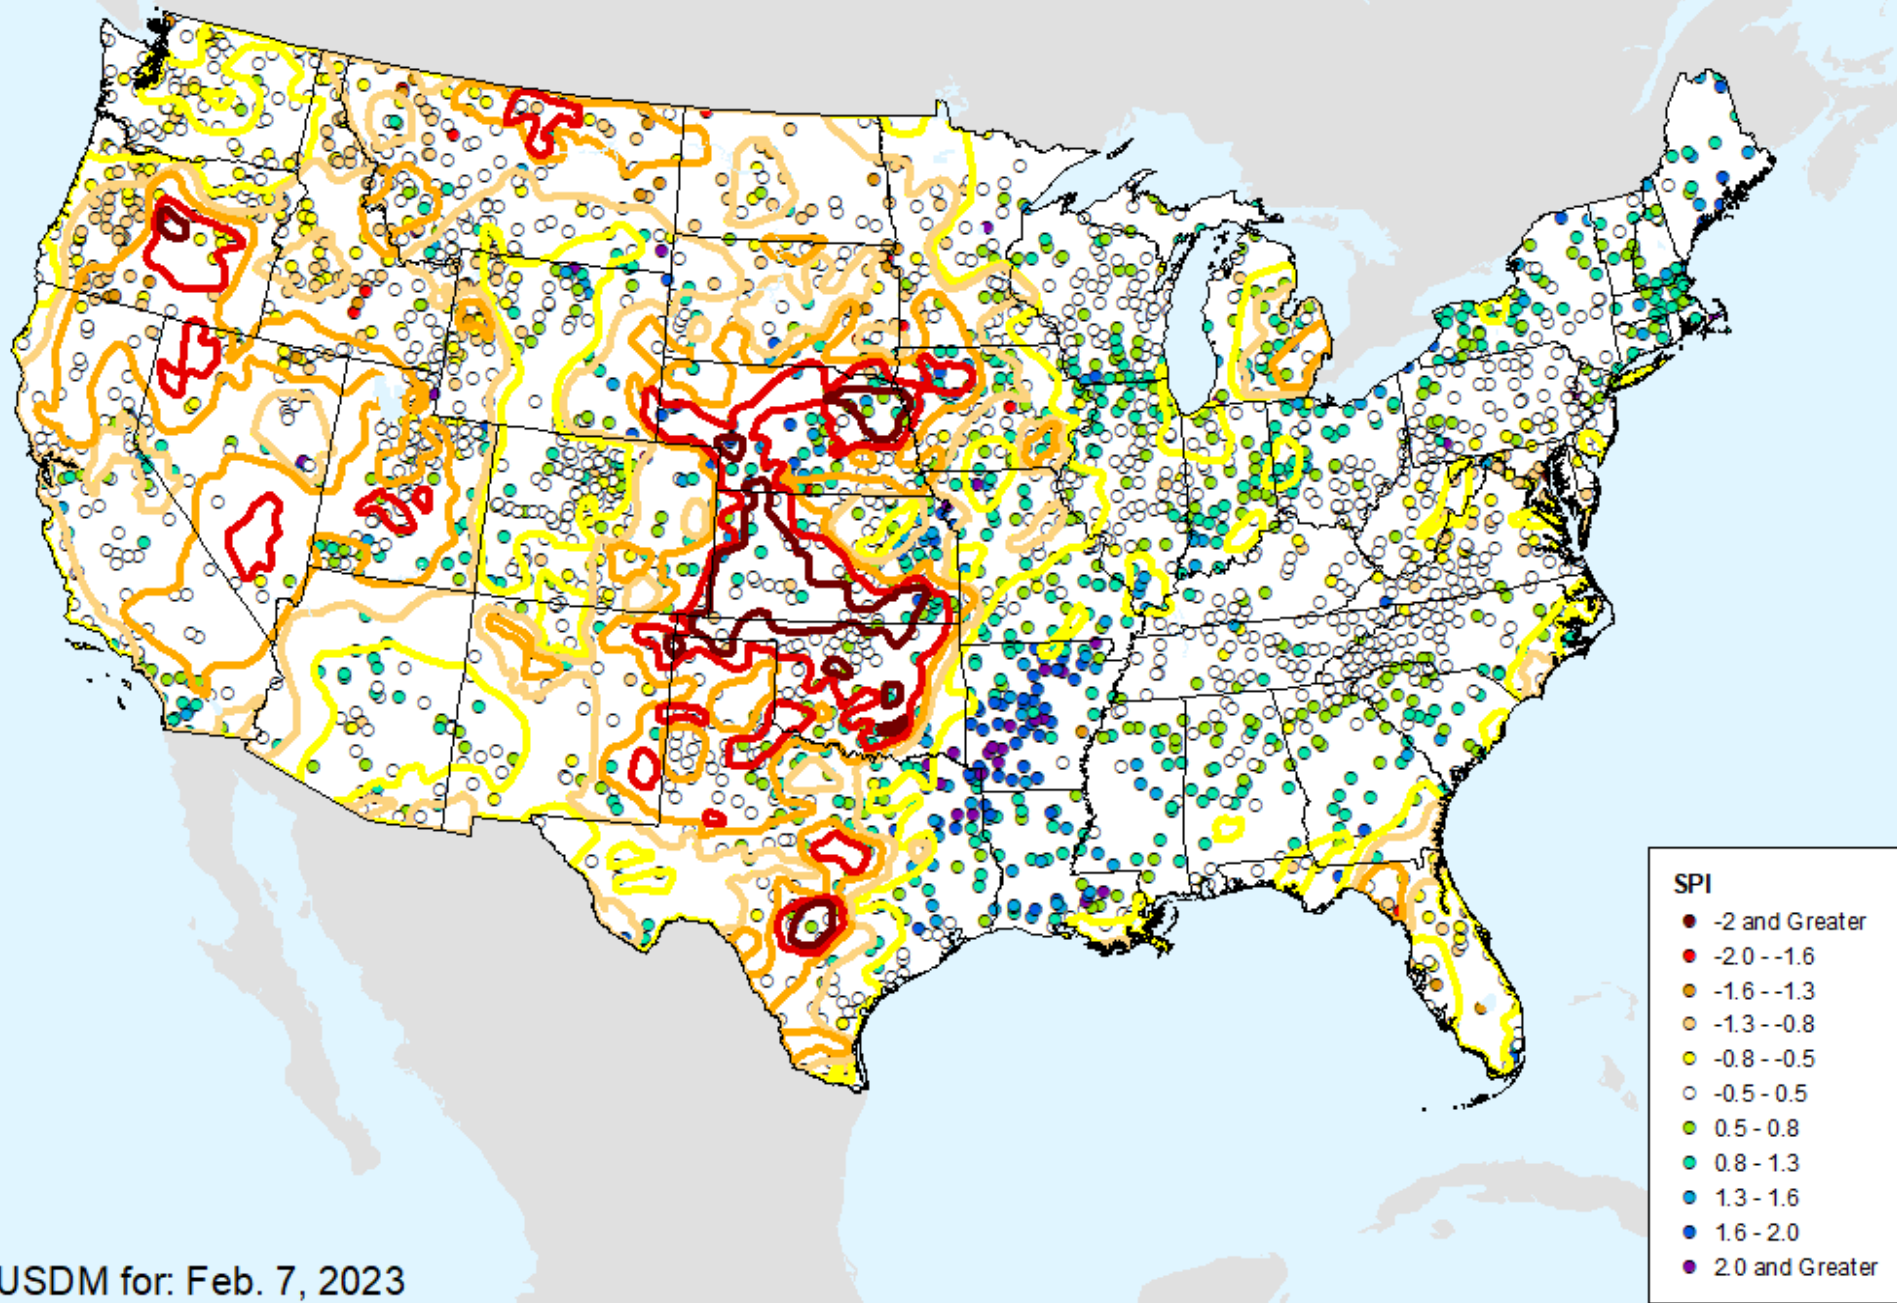 SPI
-2 and Greater
-2.0 - -1.6
-1.6 - -1.3
-1.3 - -0.8
-0.8 - -0.5
-0.5 - 0.5
0.5 - 0.8
0.8 - 1.3
1.3 - 1.6
1.6 - 2.0
2.0 and Greater
USDM for: Feb. 7, 2023